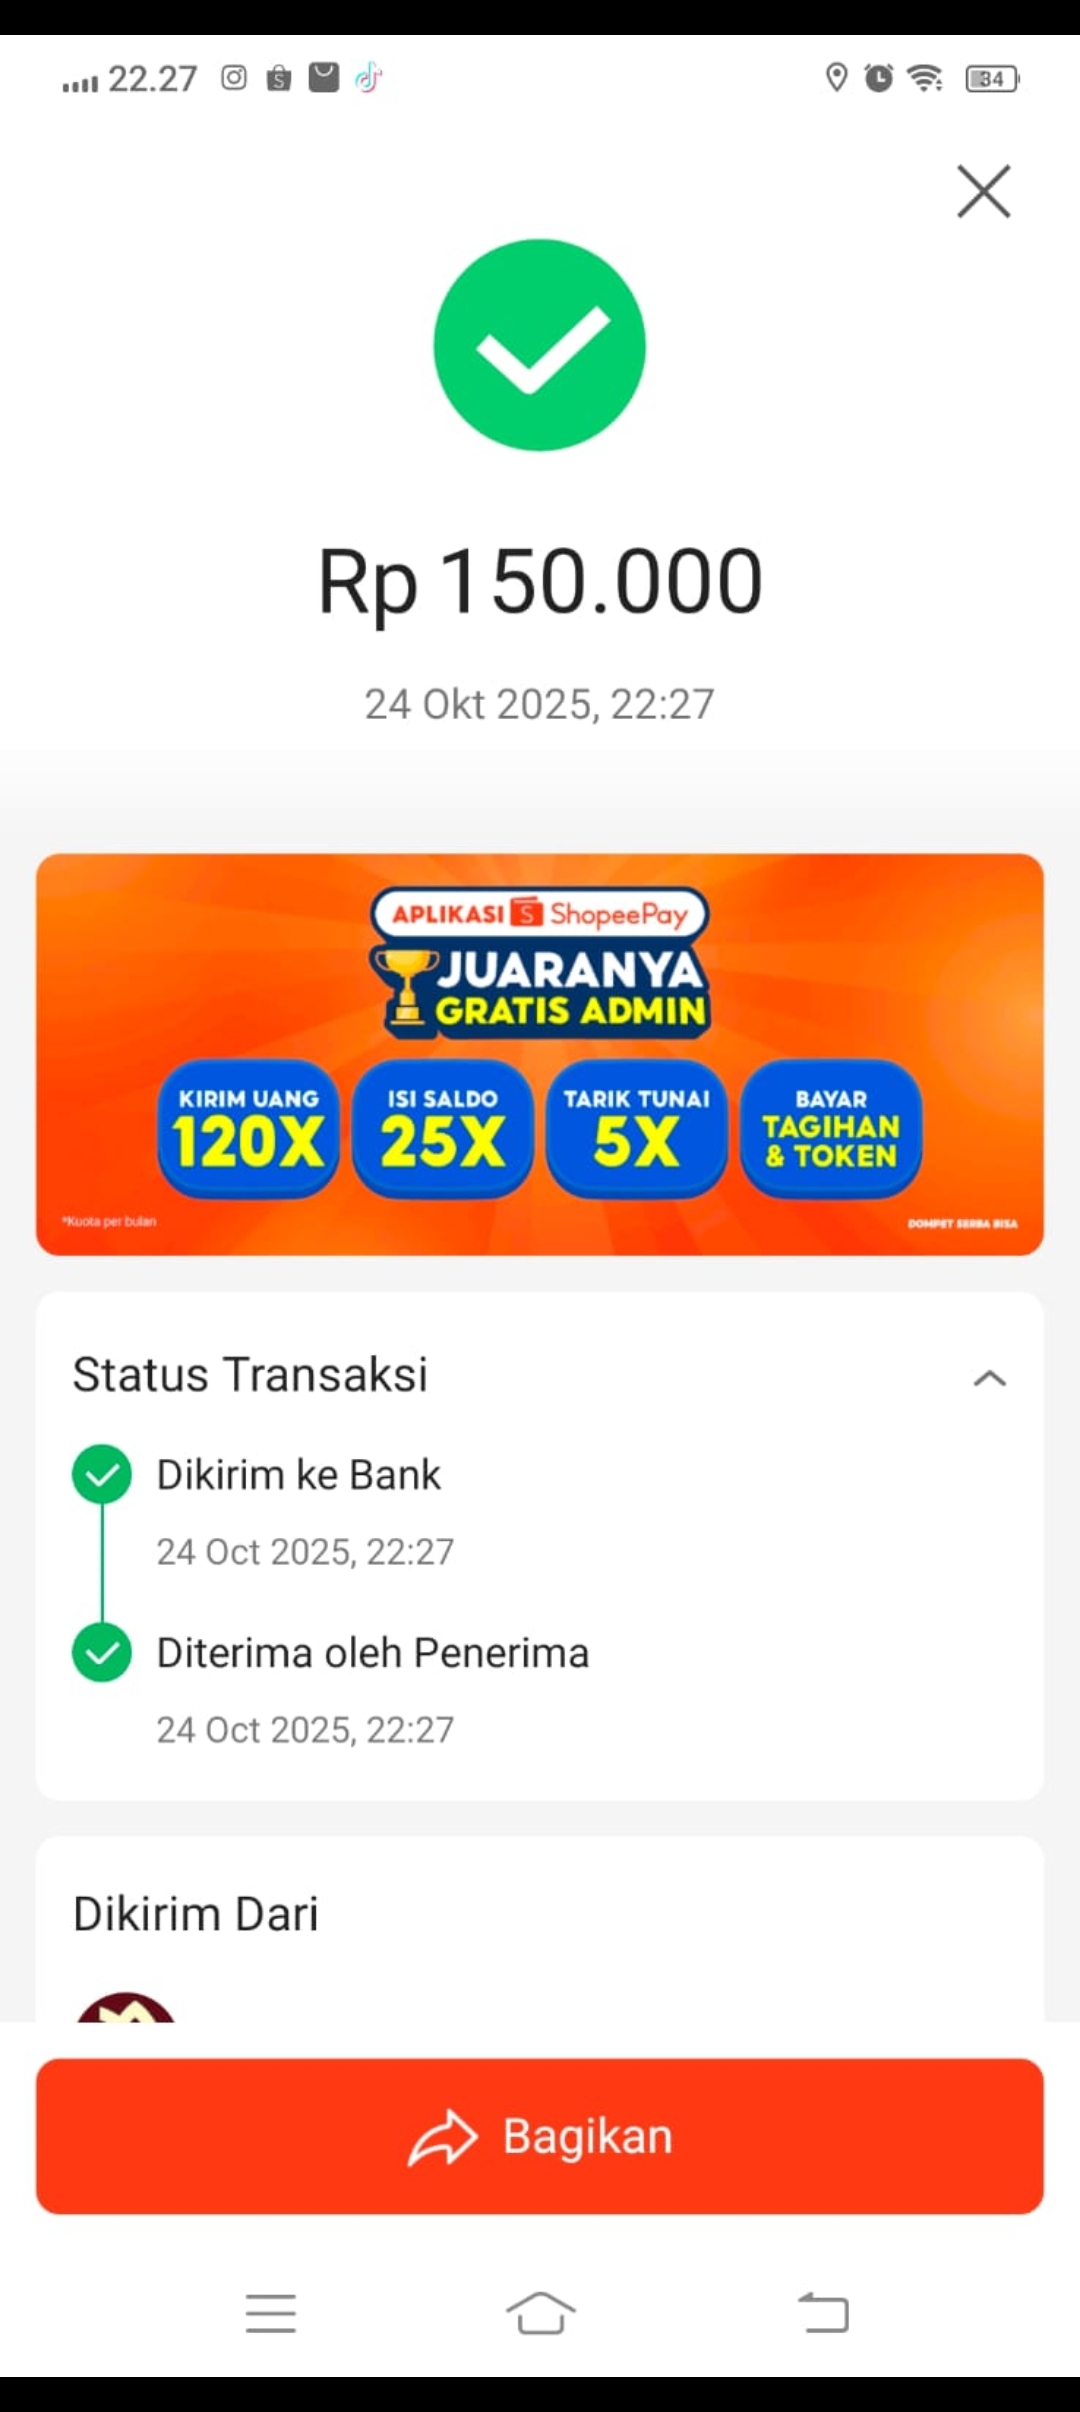 22.27
34
Rp 150.000
24 Okt 2025, 22:27
APLIKASI S ShopeePay
JUARANYA
GRATIS ADMIN
KIRIM UANG
120X
ISI SALDO
25X
TARIK TUNAI
5X
BAYAR
TAGIHAN
& TOKEN
*Kuota per bulan
DOMPET SERBA BISA
Status Transaksi
Dikirim ke Bank
24 Oct 2025, 22:27
Diterima oleh Penerima
24 Oct 2025, 22:27
Dikirim Dari
Bagikan